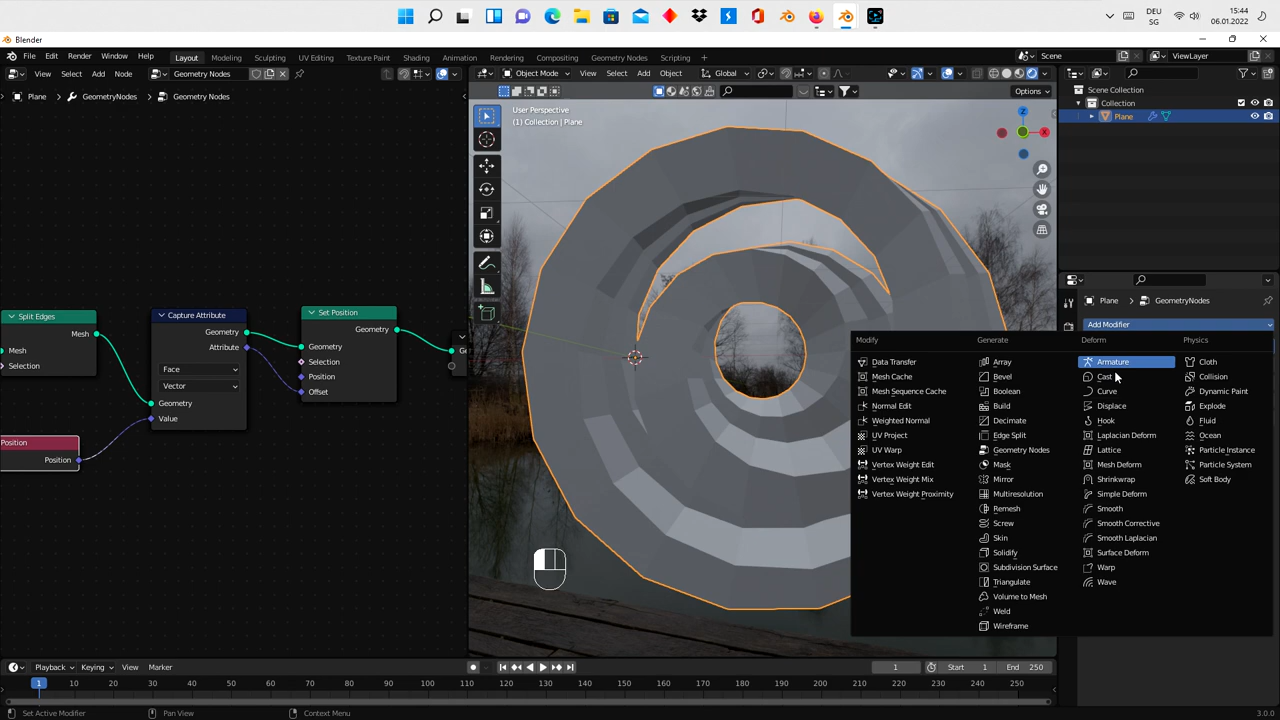 15:44
DEU
SG
06.01.2022
Blender
File Edit Render Window Help
Layout Modeling Sculpting UV Editing Texture Paint Shading Animation Rendering Compositing Geometry Nodes Scripting +
Scene
ViewLayer
View Select Add Node
Geometry Nodes
Object Mode View Select Add Object
Global
Options
Plane GeometryNodes Geometry Nodes
User Perspective
(1) Collection | Plane
Z
X
Scene Collection
Collection
Plane
Split Edges
Mesh
Mesh
Selection
Capture Attribute
Geometry
Attribute
Face
Vector
Geometry
Value
Set Position
Geometry
Geometry
Selection
Position
Offset
Position
Position
Plane GeometryNodes
Add Modifier
Modify
Data Transfer
Mesh Cache
Mesh Sequence Cache
Normal Edit
Weighted Normal
UV Project
UV Warp
Vertex Weight Edit
Vertex Weight Mix
Vertex Weight Proximity
Generate
Array
Bevel
Boolean
Build
Decimate
Edge Split
Geometry Nodes
Mask
Mirror
Multiresolution
Remesh
Screw
Skin
Solidify
Subdivision Surface
Triangulate
Volume to Mesh
Weld
Wireframe
Deform
Armature
Cast
Curve
Displace
Hook
Laplacian Deform
Lattice
Mesh Deform
Shrinkwrap
Simple Deform
Smooth
Smooth Corrective
Smooth Laplacian
Surface Deform
Warp
Wave
Physics
Cloth
Collision
Dynamic Paint
Explode
Fluid
Ocean
Particle Instance
Particle System
Soft Body
Playback Keying View Marker
1
Start 1
End 250
1 10 20 30 40 50 60 70 80 90 100 110 120 130 140 150 160 170 180 190 200 210 220 230 240 250
Set Active Modifier
Pan View
Context Menu
3.0.0